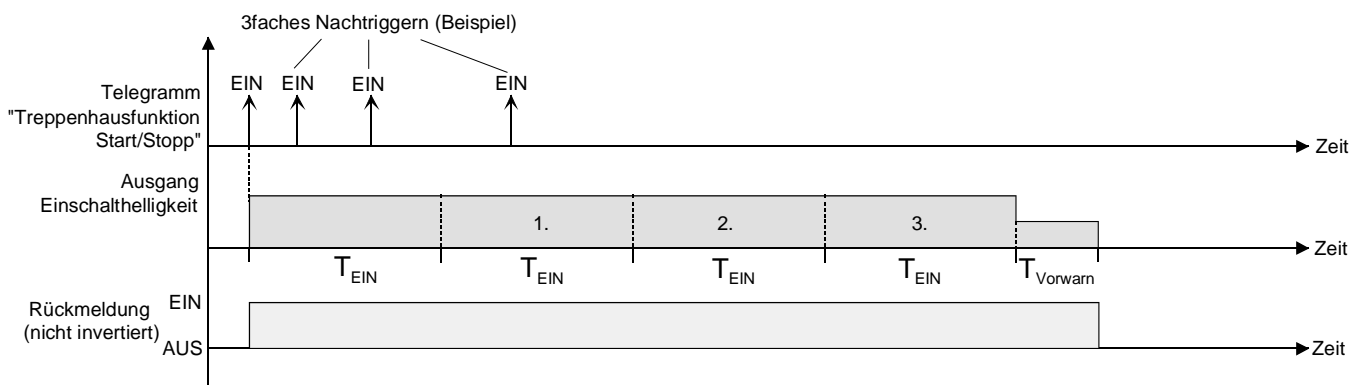 3faches Nachtriggern (Beispiel)
EIN EIN EIN EIN
Telegramm
"Treppenhausfunktion
Start/Stopp"
Zeit
Ausgang
Einschalthelligkeit
1. 2. 3.
Zeit
TEIN TEIN TEIN TEIN TVorwarn
Rückmeldung
(nicht invertiert)
EIN
AUS
Zeit